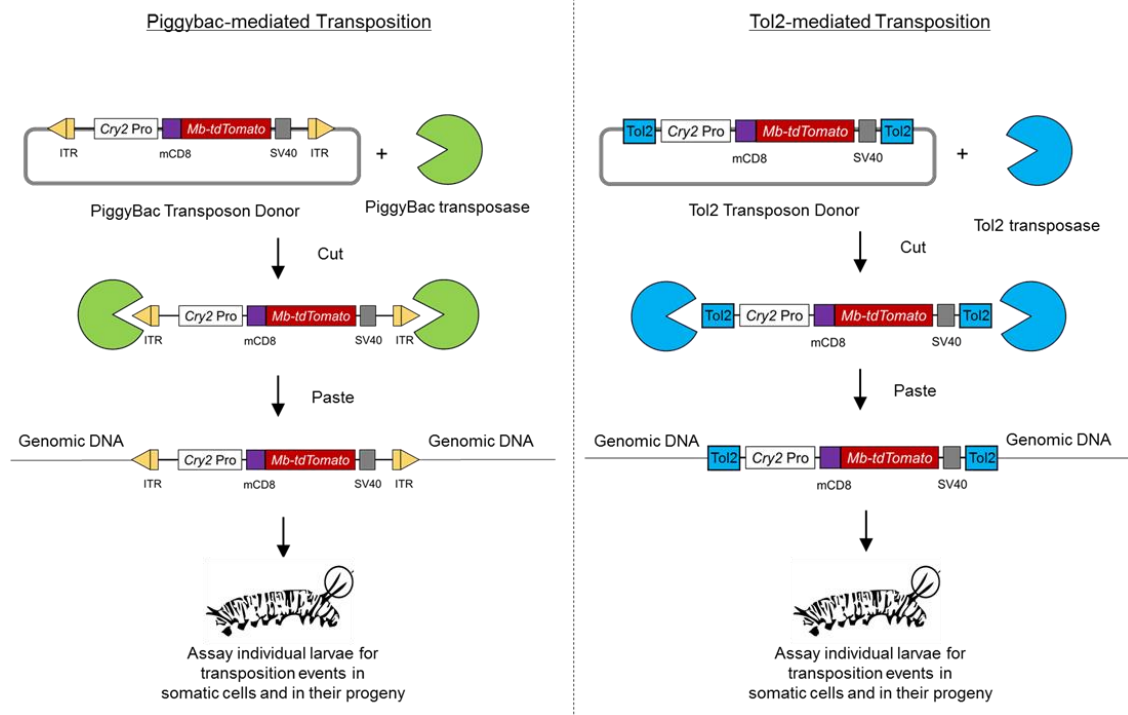 Piggybac-mediated Transposition
Cry2 Pro
Mb-tdTomato
ITR
mCD8
SV40
ITR
+
PiggyBac Transposon Donor
PiggyBac transposase
Cut
Cry2 Pro
Mb-tdTomato
ITR
mCD8
SV40
ITR
Paste
Genomic DNA
Genomic DNA
Cry2 Pro
Mb-tdTomato
ITR
mCD8
SV40
ITR
Assay individual larvae for
transposition events in
somatic cells and in their progeny
Tol2-mediated Transposition
Tol2
Cry2 Pro
Mb-tdTomato
Tol2
mCD8
SV40
+
Tol2 Transposon Donor
Tol2 transposase
Cut
Tol2
Cry2 Pro
Mb-tdTomato
Tol2
mCD8
SV40
Paste
Genomic DNA
Genomic DNA
Tol2
Cry2 Pro
Mb-tdTomato
Tol2
mCD8
SV40
Assay individual larvae for
transposition events in
somatic cells and in their progeny